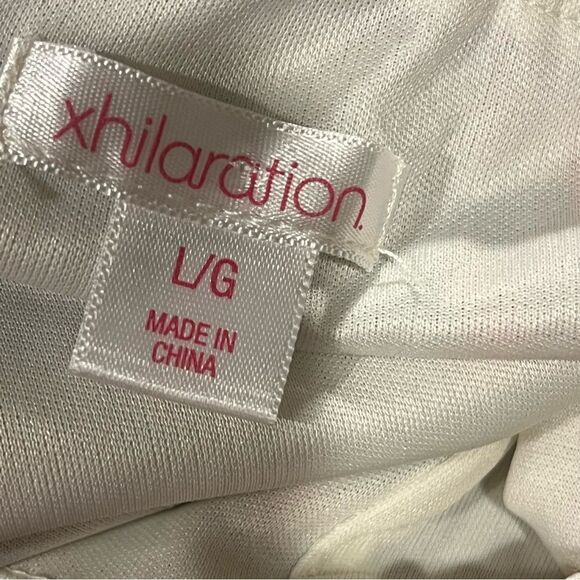 xhilaration.
L/G
MADE IN
CHINA